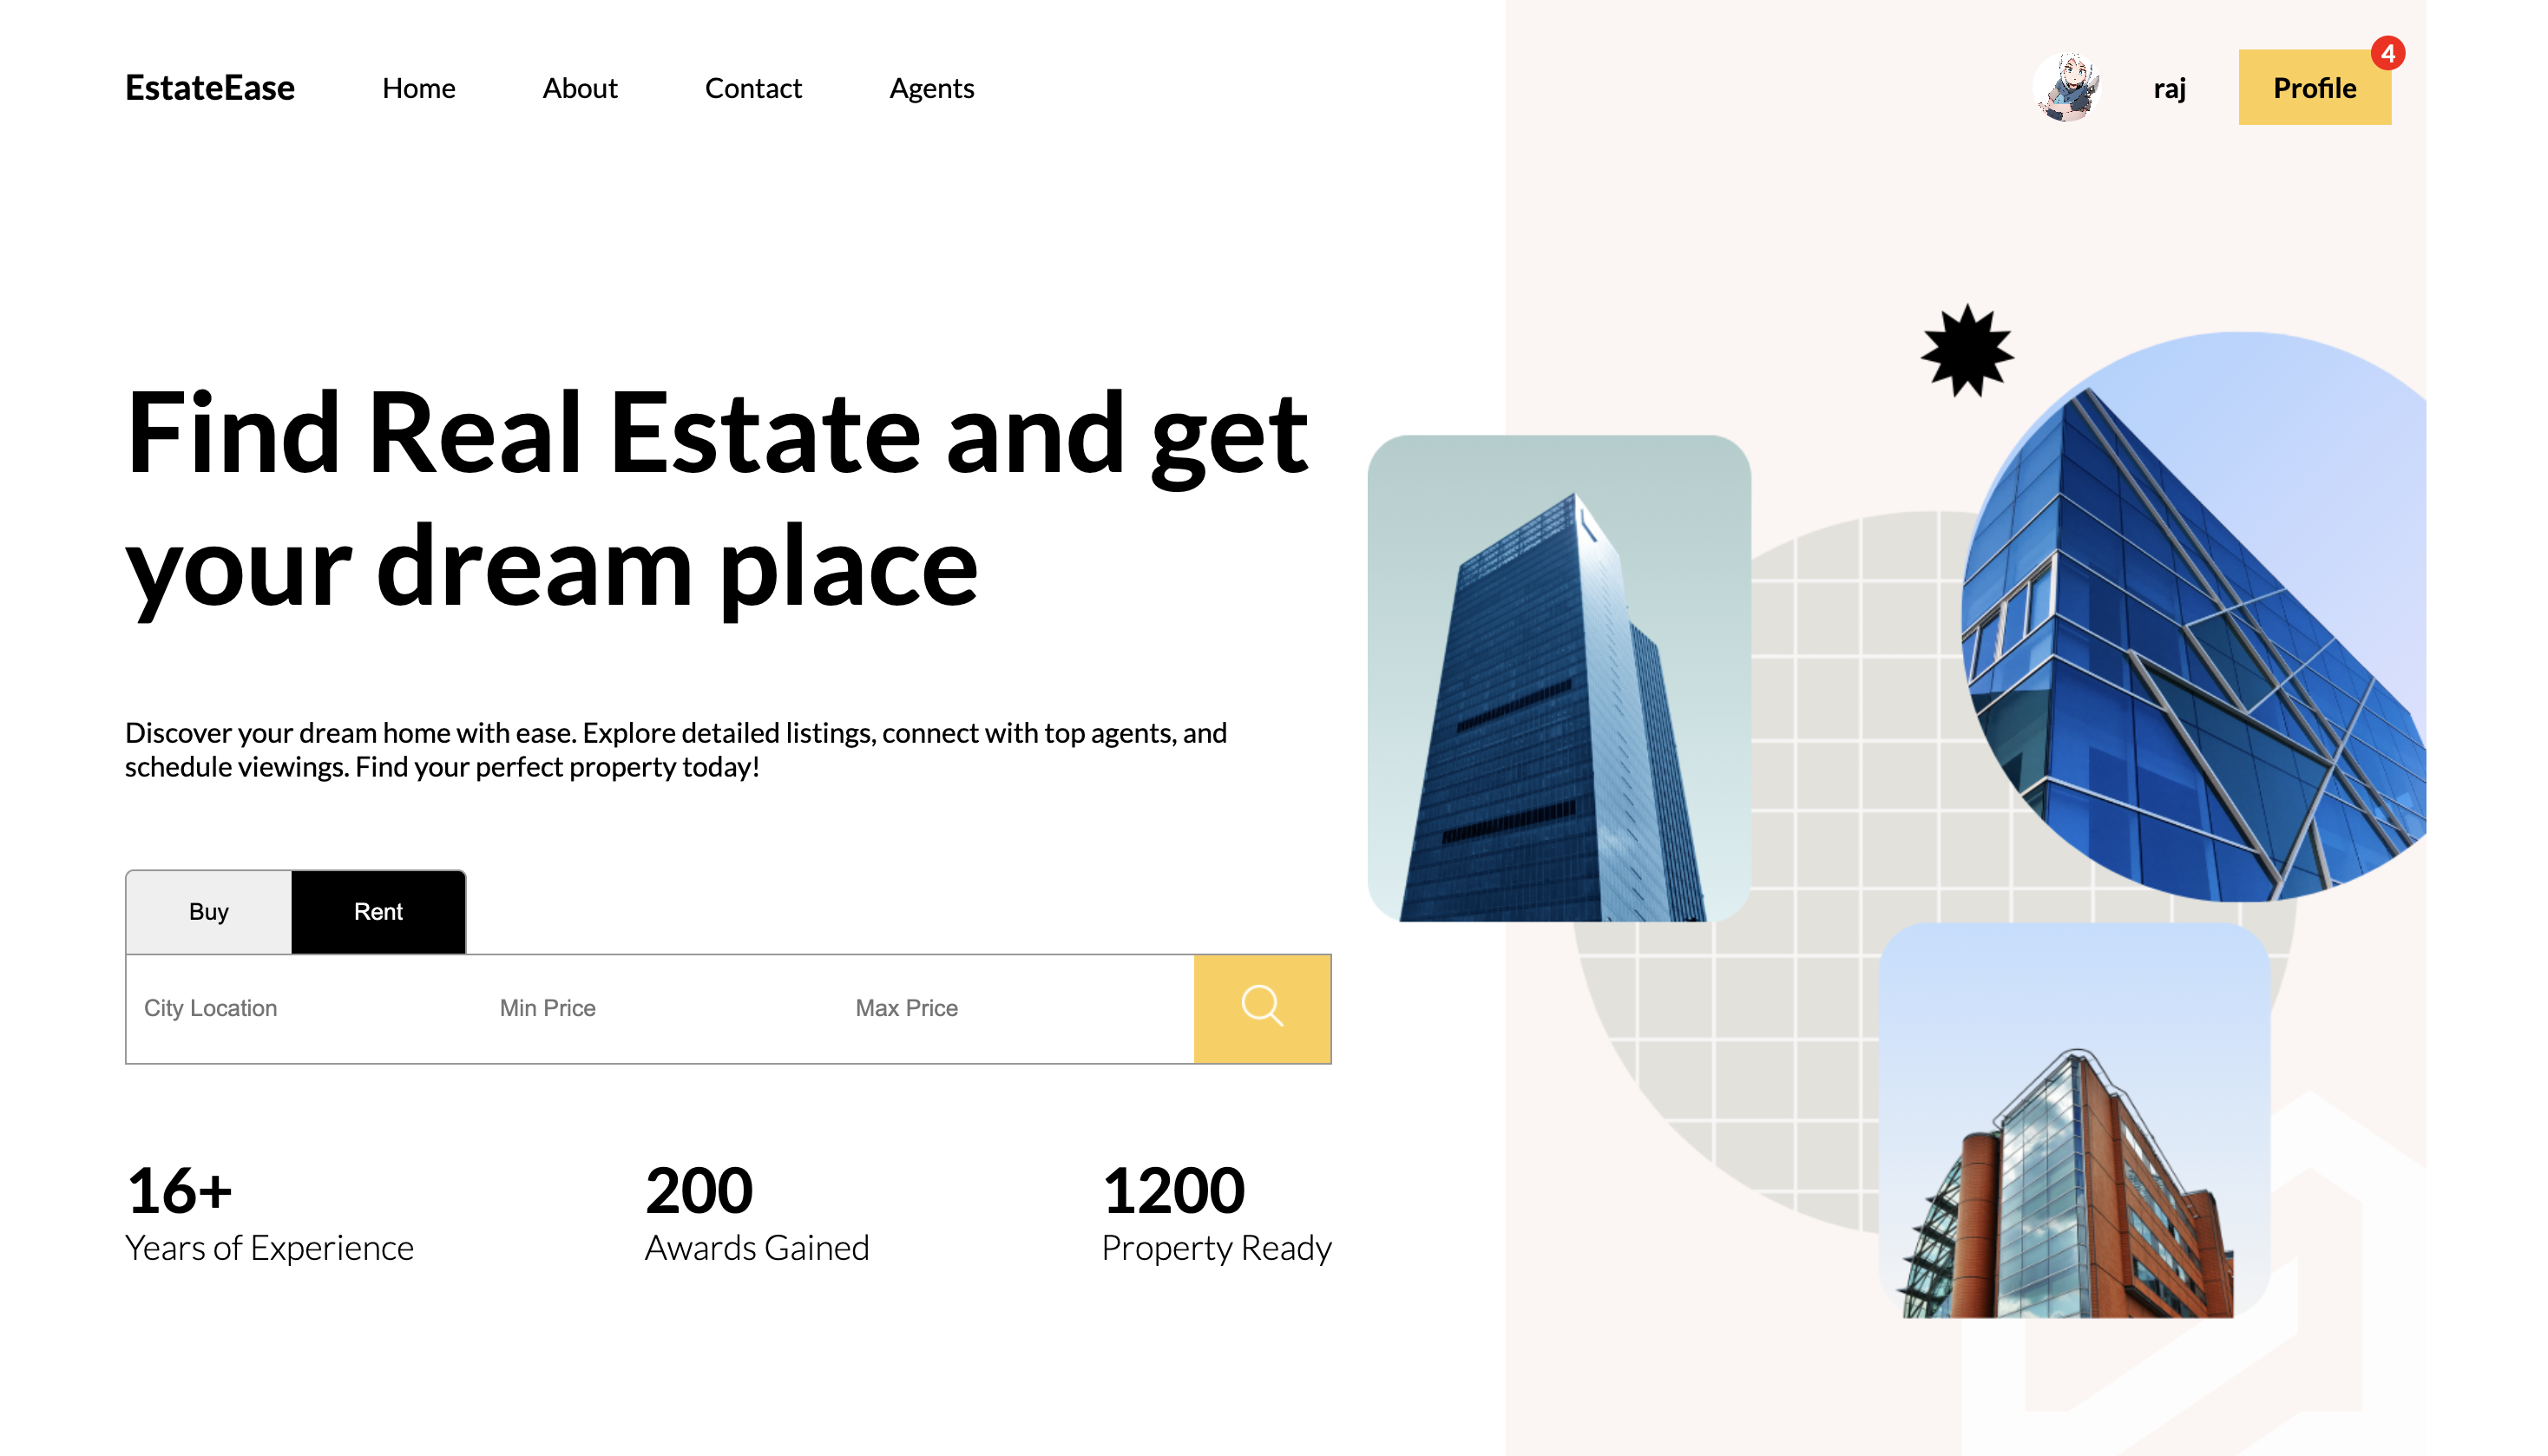 EstateEase Home About Contact Agents raj Profile 4
Find Real Estate and get
your dream place
Discover your dream home with ease. Explore detailed listings, connect with top agents, and
schedule viewings. Find your perfect property today!
Buy Rent
City Location Min Price Max Price
16+ 200 1200
Years of Experience Awards Gained Property Ready